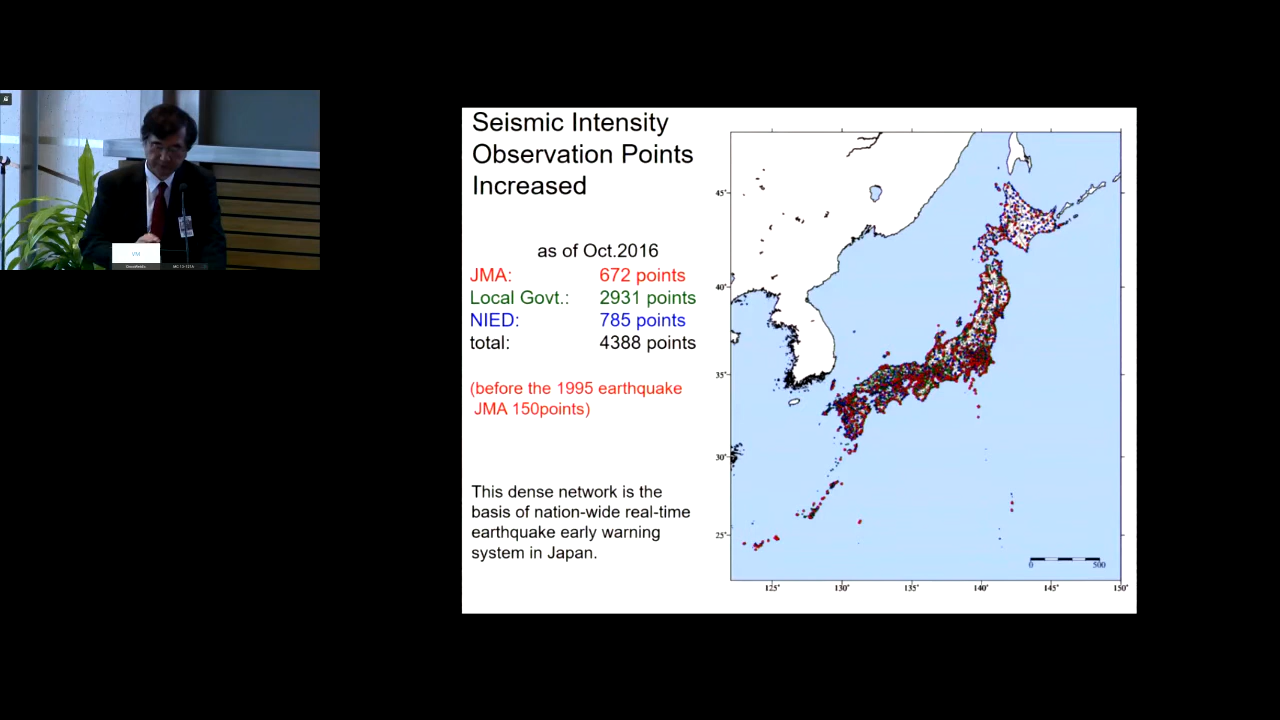 Seismic Intensity
Observation Points
Increased
as of Oct.2016
JMA: 672 points
Local Govt.: 2931 points
NIED: 785 points
total: 4388 points
(before the 1995 earthquake
JMA 150points)
This dense network is the
basis of nation-wide real-time
earthquake early warning
system in Japan.
45°
40°
35°
30°
25°
125°
130°
135°
140°
145°
150°
0 500
VM